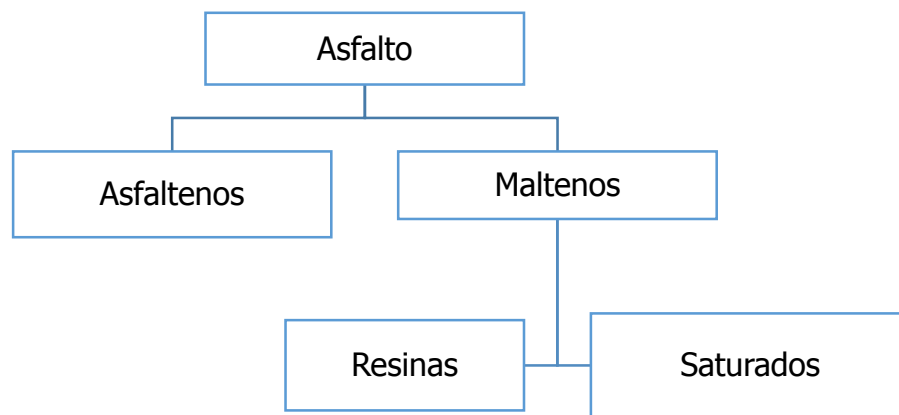 Asfalto
Asfaltenos
Maltenos
Resinas
Saturados